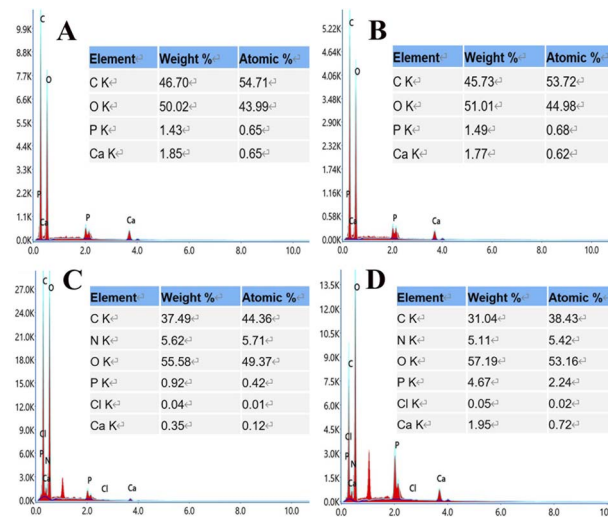 A
9.9K
8.8K
7.7K
6.6K
5.5K
4.4K
3.3K
2.2K
1.1K
0.0K
C
O
P
Ca
P
Ca
0.0 2.0 4.0 6.0 8.0 10.0
Element↵ Weight %↵ Atomic %↵
C K↵ 46.70↵ 54.71↵
O K↵ 50.02↵ 43.99↵
P K↵ 1.43↵ 0.65↵
Ca K↵ 1.85↵ 0.65↵
B
5.22K
4.64K
4.06K
3.48K
2.90K
2.32K
1.74K
1.16K
0.58K
0.0K
C
O
P
Ca
P
Ca
0.0 2.0 4.0 6.0 8.0 10.0
Element↵ Weight %↵ Atomic %↵
C K↵ 45.73↵ 53.72↵
O K↵ 51.01↵ 44.98↵
P K↵ 1.49↵ 0.68↵
Ca K↵ 1.77↵ 0.62↵
C
27.0K
24.0K
21.0K
18.0K
15.0K
12.0K
9.0K
6.0K
3.0K
0.0K
C
O
Cl
P
N
Ca
P
Cl
Ca
0.0 2.0 4.0 6.0 8.0 10.0
Element↵ Weight %↵ Atomic %↵
C K↵ 37.49↵ 44.36↵
N K↵ 5.62↵ 5.71↵
O K↵ 55.58↵ 49.37↵
P K↵ 0.92↵ 0.42↵
Cl K↵ 0.04↵ 0.01↵
Ca K↵ 0.35↵ 0.12↵
D
13.5K
12.0K
10.5K
9.0K
7.5K
6.0K
4.5K
3.0K
1.5K
0.0K
O
C
Cl
P
N
Ca
P
Cl
Ca
0.0 2.0 4.0 6.0 8.0 10.0
Element↵ Weight %↵ Atomic %↵
C K↵ 31.04↵ 38.43↵
N K↵ 5.11↵ 5.42↵
O K↵ 57.19↵ 53.16↵
P K↵ 4.67↵ 2.24↵
Cl K↵ 0.05↵ 0.02↵
Ca K↵ 1.95↵ 0.72↵